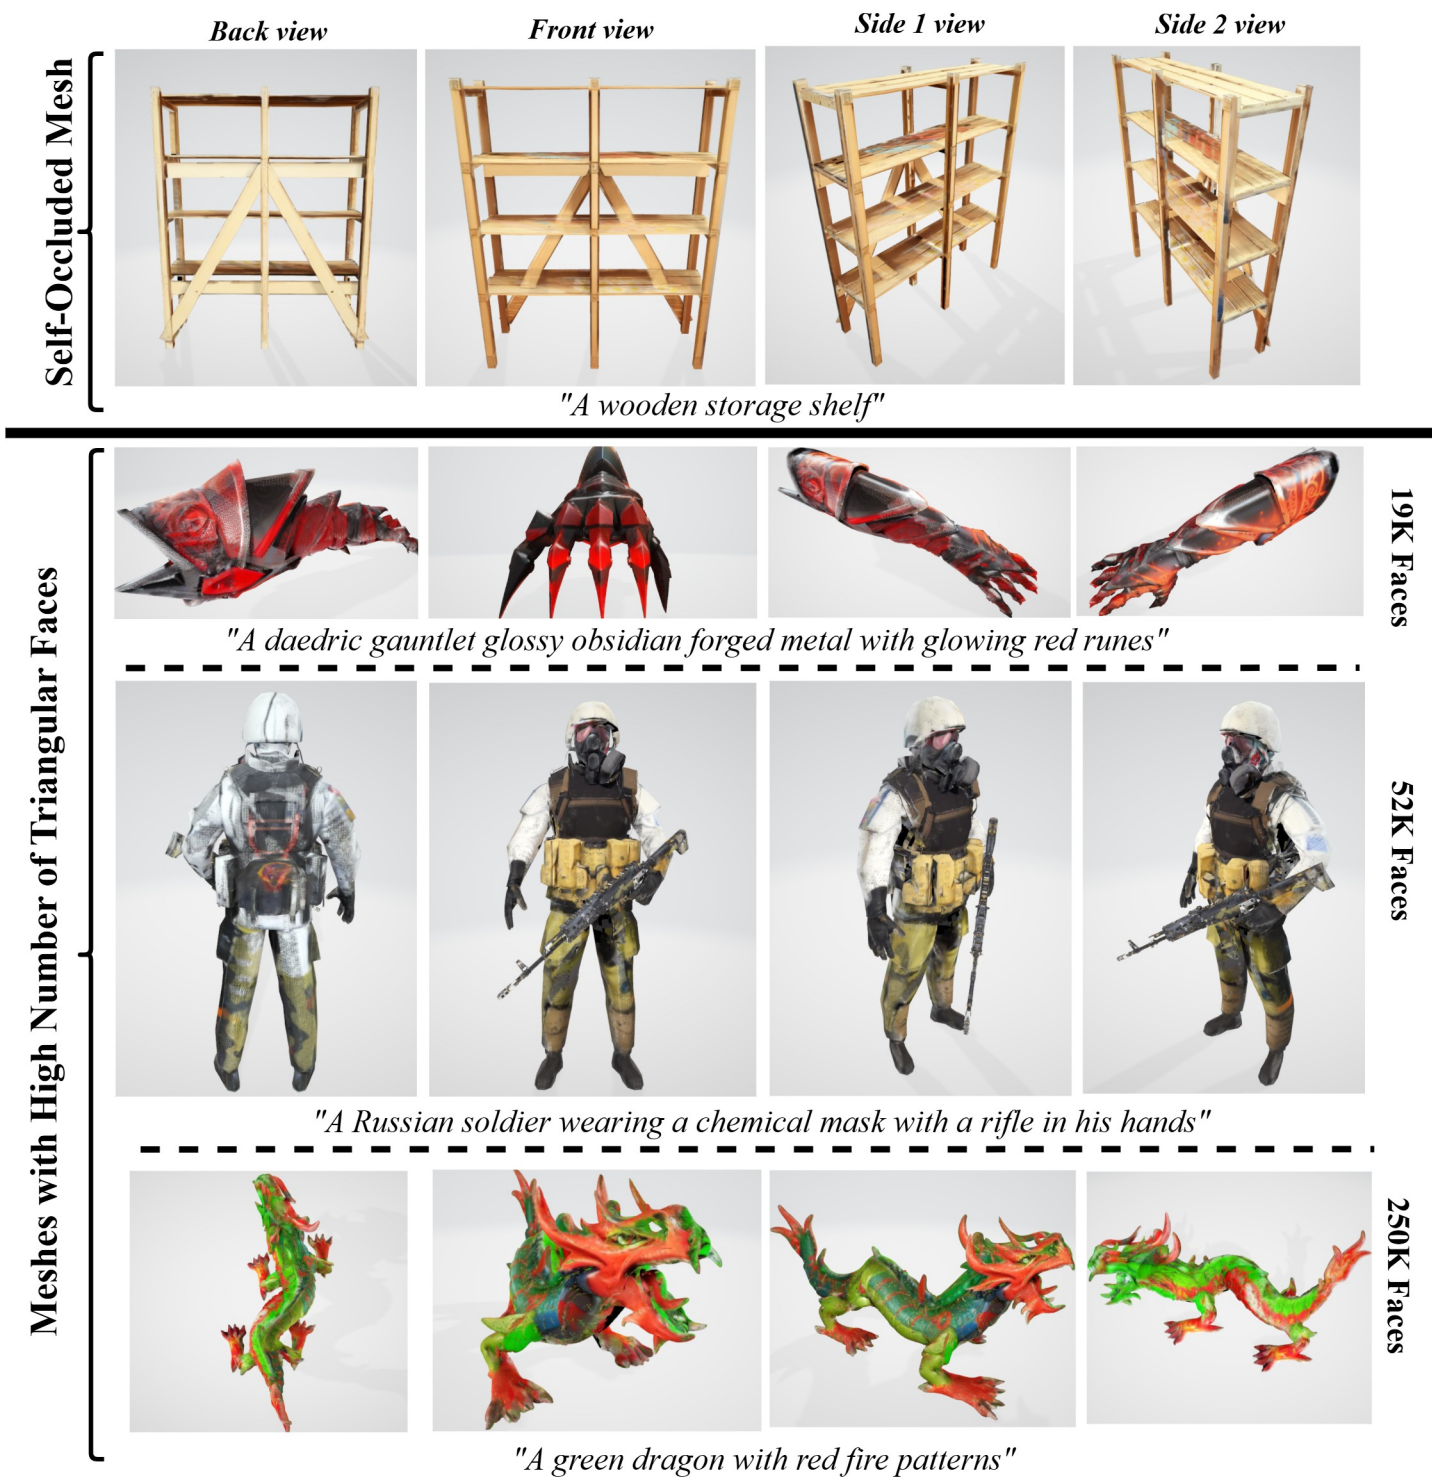 Back view
Front view
Side 1 view
Side 2 view
Self-Occluded Mesh
"A wooden storage shelf"
Meshes with High Number of Triangular Faces
19K Faces
"A daedric gauntlet glossy obsidian forged metal with glowing red runes"
52K Faces
"A Russian soldier wearing a chemical mask with a rifle in his hands"
250K Faces
"A green dragon with red fire patterns"